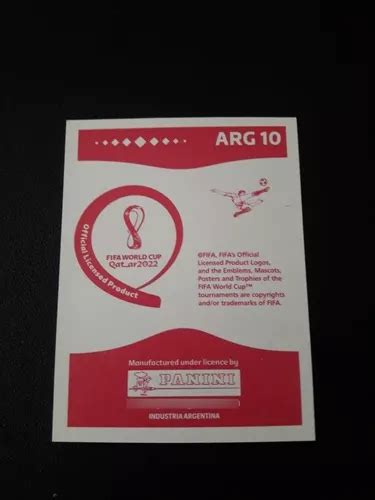 ARG 10
Official Licensed Product
FIFA WORLD CUP
Qatar2022
©FIFA, FIFA's Official
Licensed Product Logos,
and the Emblems, Mascots,
Posters and Trophies of the
FIFA World Cup™
tournaments are copyrights
and/or trademarks of FIFA.
Manufactured under licence by
PANINI
INDUSTRIA ARGENTINA